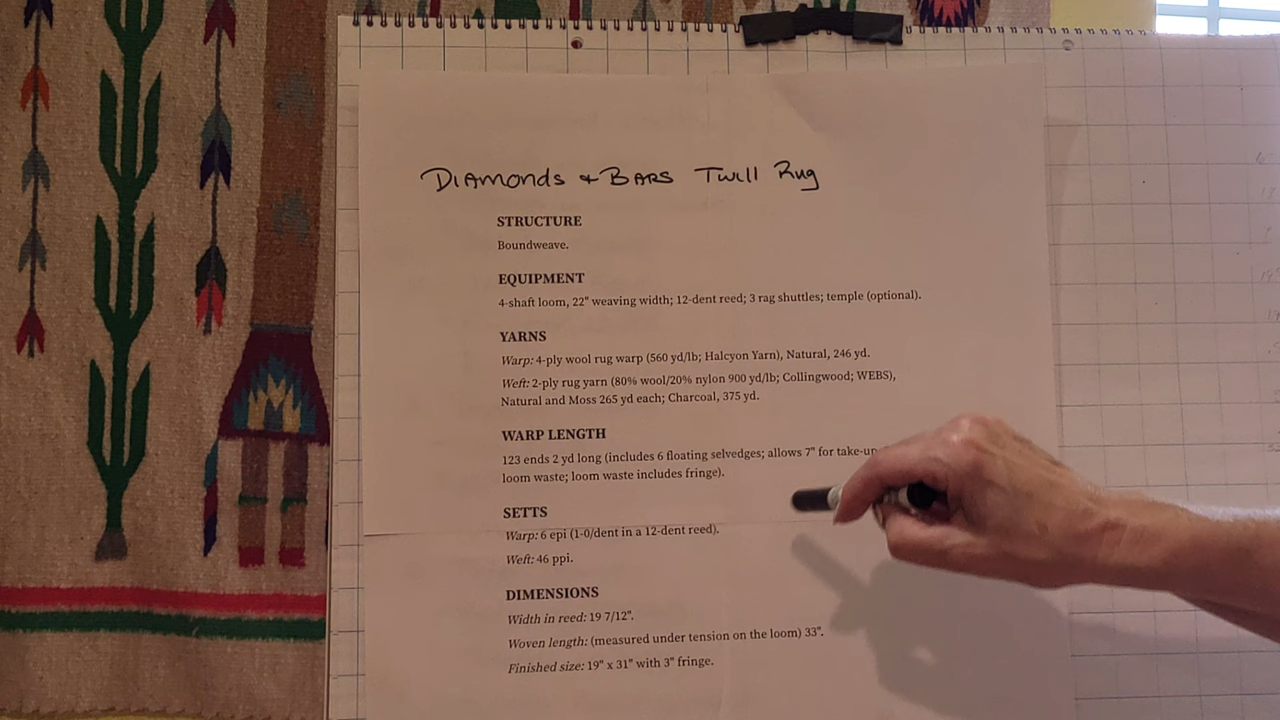 Diamonds & Bars Twill Rug
STRUCTURE
Boundweave.
EQUIPMENT
4-shaft loom, 22" weaving width; 12-dent reed; 3 rag shuttles; temple (optional).
YARNS
Warp: 4-ply wool rug warp (560 yd/lb; Halcyon Yarn), Natural, 246 yd.
Weft: 2-ply rug yarn (80% wool/20% nylon 900 yd/lb; Collingwood; WEBS),
Natural and Moss 265 yd each; Charcoal, 375 yd.
WARP LENGTH
123 ends 2 yd long (includes 6 floating selvedges; allows 7" for take-up
loom waste; loom waste includes fringe).
SETTS
Warp: 6 epi (1-0/dent in a 12-dent reed).
Weft: 46 ppi.
DIMENSIONS
Width in reed: 19 7/12".
Woven length: (measured under tension on the loom) 33".
Finished size: 19" x 31" with 3" fringe.